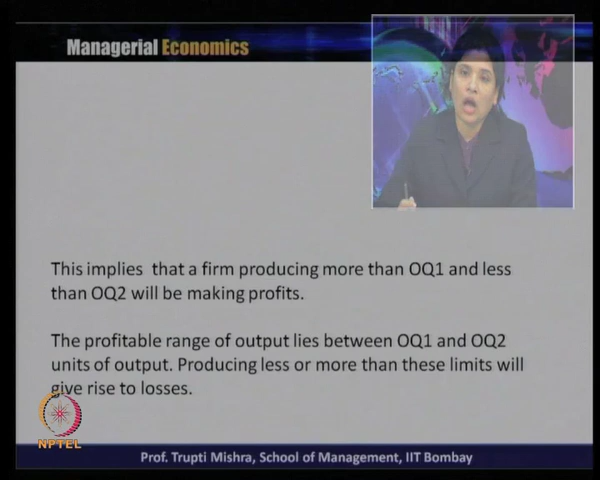 Managerial Economics
This implies that a firm producing more than OQ1 and less
than OQ2 will be making profits.
The profitable range of output lies between OQ1 and OQ2
units of output. Producing less or more than these limits will
give rise to losses.
NPTEL
Prof. Trupti Mishra, School of Management, IIT Bombay